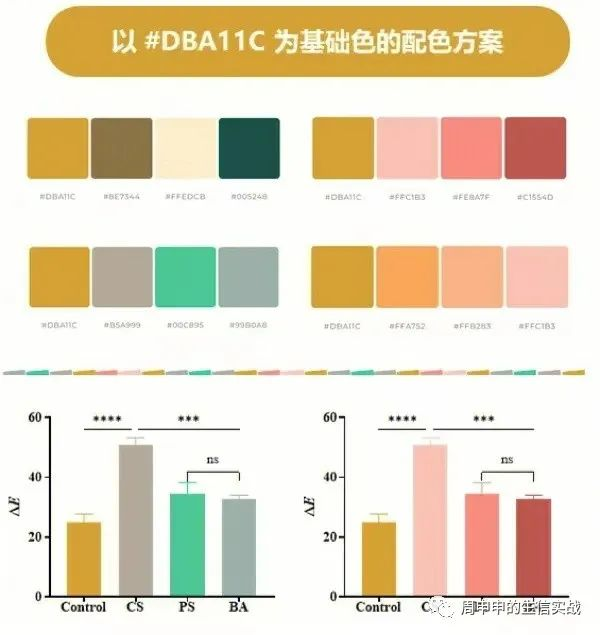 以 #DBA11C 为基础色的配色方案
#DBA11C #8E7344 #FFEDCB #005248
#DBA11C #FFC1B3 #FE8A7F #C1554D
#DBA11C #B5A999 #00C895 #99B0A8
#DBA11C #FFA752 #FFB283 #FFC1B3
60
40
20
0
ΔE
**** ***
ns
Control CS PS BA
60
40
20
0
ΔE
**** ***
ns
Control
周甲甲的生信实战